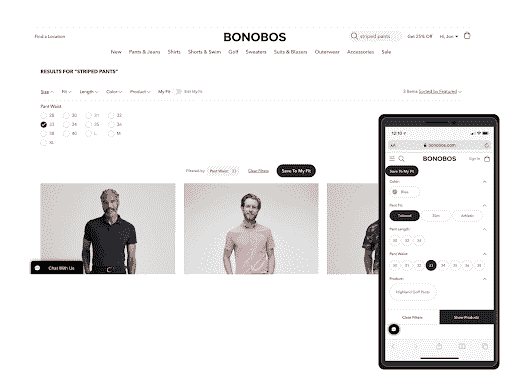 Find a Location
BONOBOS
striped pants
Get 25% Off
Hi, Jon
New Pants & Jeans Shirts Shorts & Swim Golf Sweaters Suits & Blazers Outerwear Accessories Sale
RESULTS FOR "STRIPED PANTS"
Size Fit Length Color Product My Fit Edit My Fit
3 Items Sorted by Featured
Pant Waist
28 30 31 32
33 34 35 36
38 40 L M
XL
Filtered by Pant Waist: 33 Clear Filters Save To My Fit
Chat With Us
12:10
AA bonobos.com
BONOBOS Sign In
Save To My Fit
Color
Blue
Pant Fit
Tailored Slim Athletic
Pant Length
30 32 34
Pant Waist
30 31 32 33 34 35 36
Product
Highland Golf Pants
Clear Filters Show Products